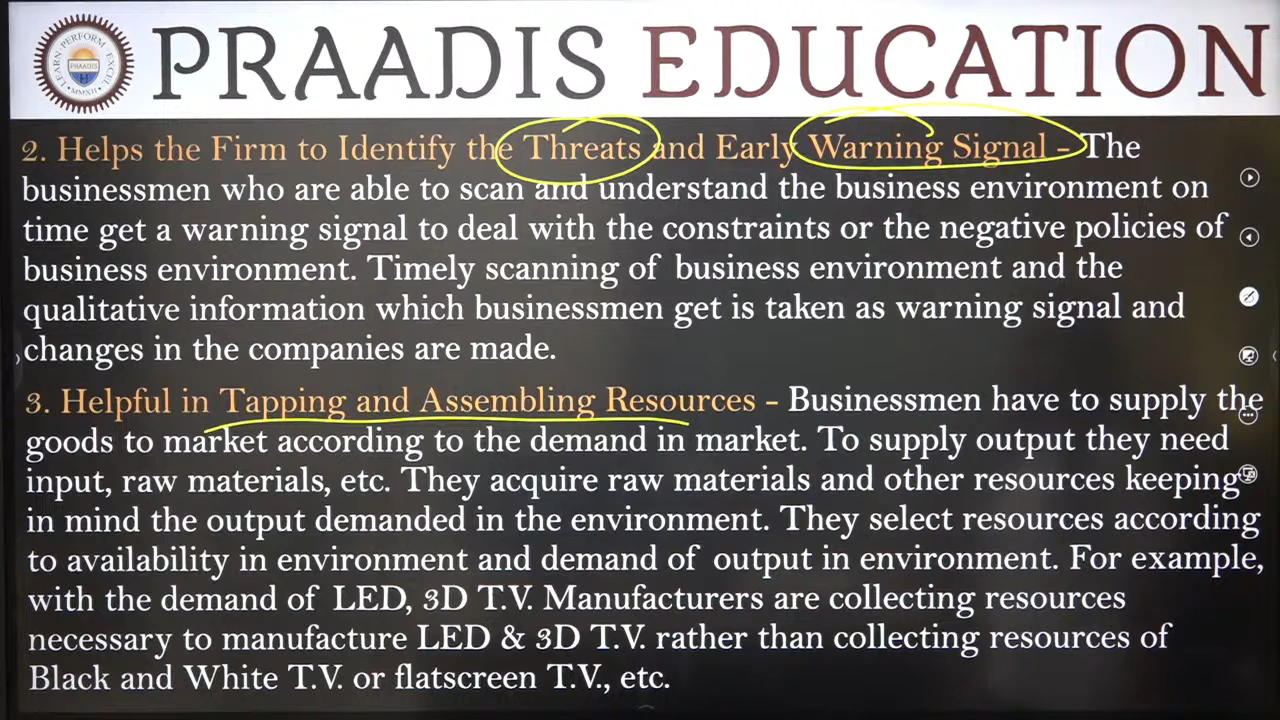 LEARN PERFORM EXCEL
PRAADIS
MMXII
PRAADIS EDUCATION
2. Helps the Firm to Identify the Threats and Early Warning Signal – The
businessmen who are able to scan and understand the business environment on
time get a warning signal to deal with the constraints or the negative policies of
business environment. Timely scanning of business environment and the
qualitative information which businessmen get is taken as warning signal and
changes in the companies are made.
3. Helpful in Tapping and Assembling Resources – Businessmen have to supply the
goods to market according to the demand in market. To supply output they need
input, raw materials, etc. They acquire raw materials and other resources keeping
in mind the output demanded in the environment. They select resources according
to availability in environment and demand of output in environment. For example,
with the demand of LED, 3D T.V. Manufacturers are collecting resources
necessary to manufacture LED & 3D T.V. rather than collecting resources of
Black and White T.V. or flatscreen T.V., etc.